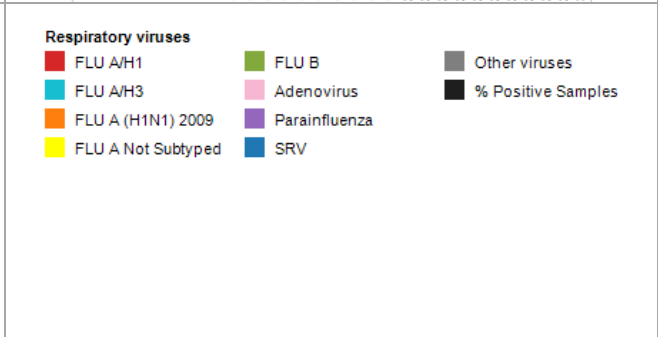 Respiratory viruses
FLU A/H1
FLU A/H3
FLU A (H1N1) 2009
FLU A Not Subtyped
FLU B
Adenovirus
Parainfluenza
SRV
Other viruses
% Positive Samples